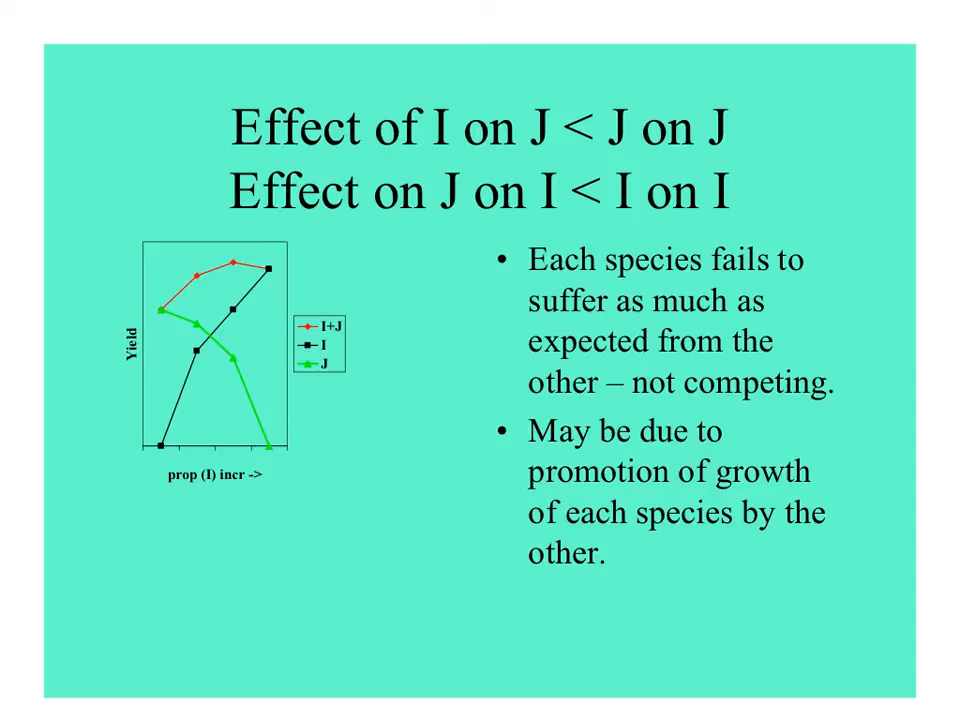 Effect of I on J < J on J
Effect on J on I < I on I
Yield
I+J
I
J
prop (I) incr ->
• Each species fails to
suffer as much as
expected from the
other – not competing.
• May be due to
promotion of growth
of each species by the
other.